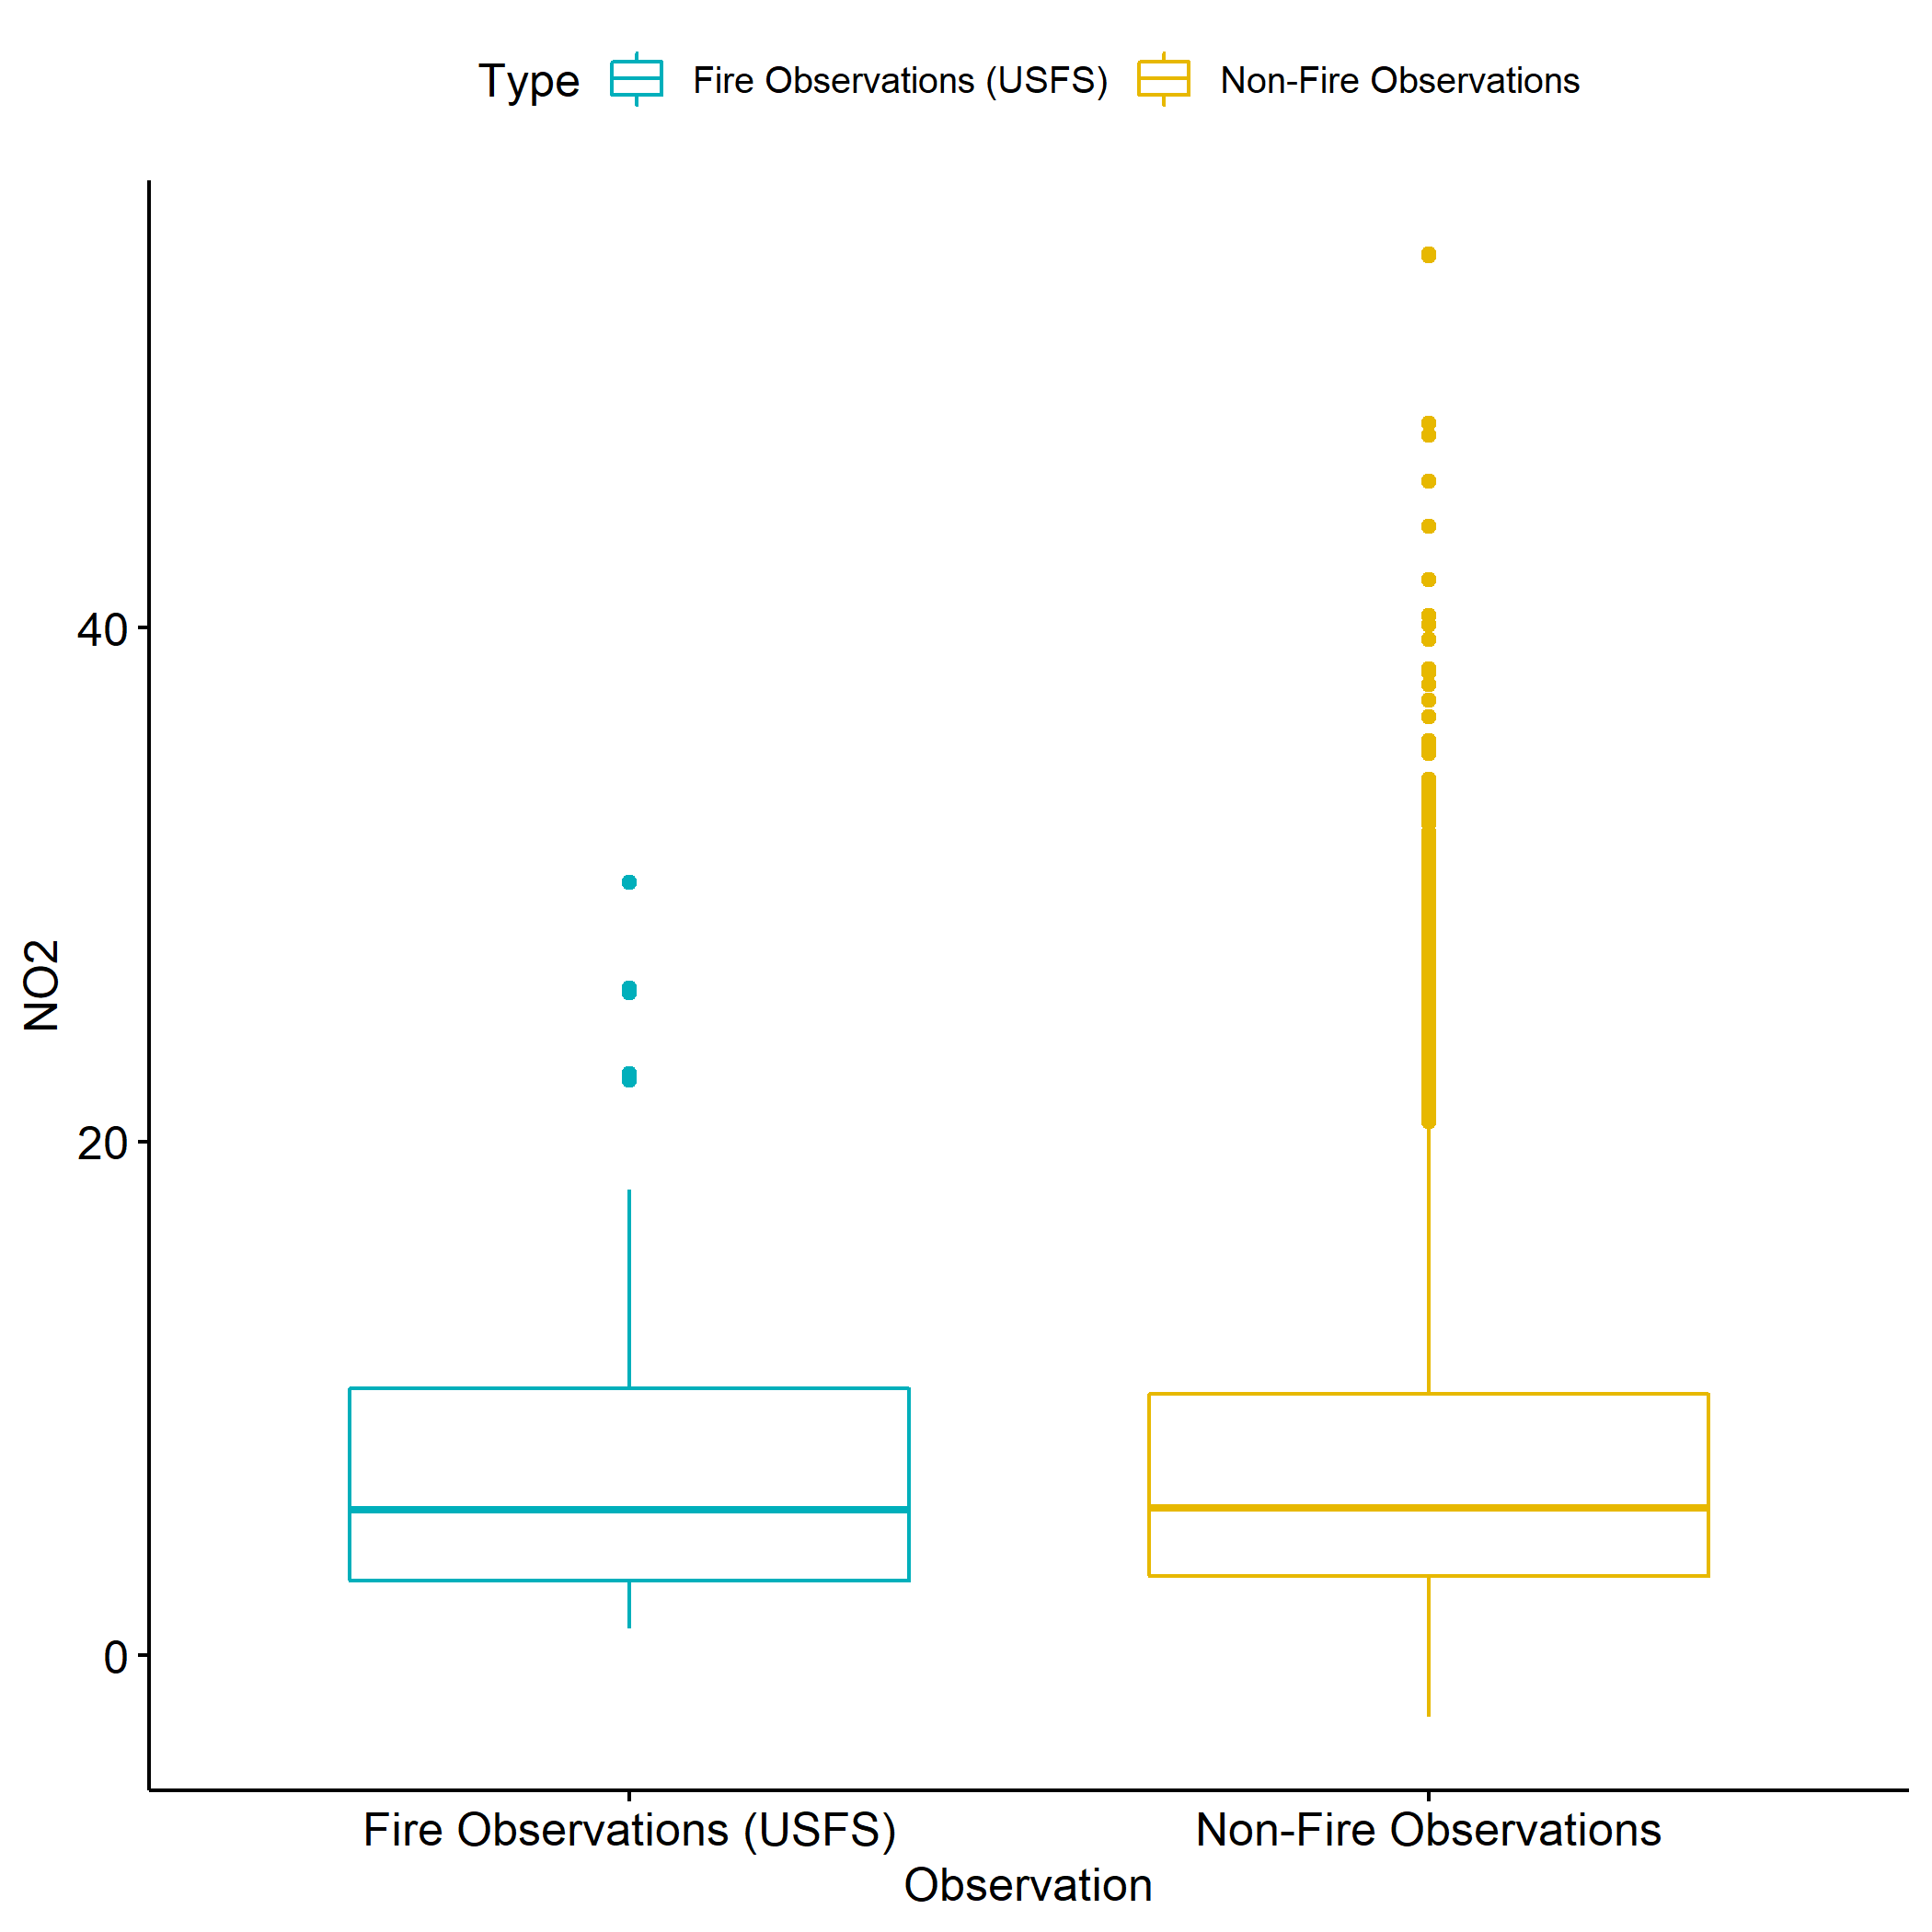 Type Fire Observations (USFS) Non-Fire Observations
NO2
40
20
0
Fire Observations (USFS) Non-Fire Observations
Observation